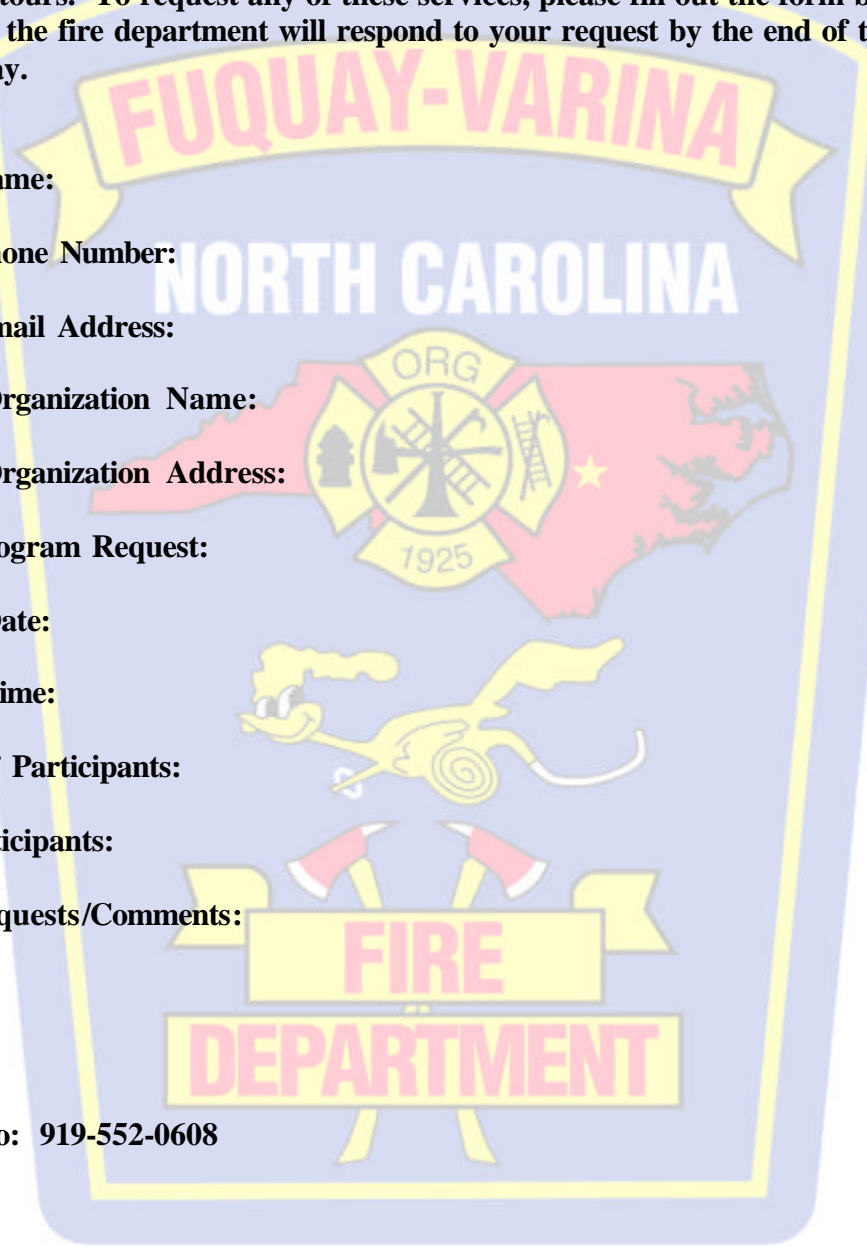 tours. To request any of these services, please fill out the form b
the fire department will respond to your request by the end of t
ay.
FUQUAY-VARINA
ame:
hone Number:
NORTH CAROLINA
mail Address:
ORG
rganization Name:
rganization Address:
ogram Request:
1925
ate:
ime:
Participants:
ticipants:
quests/Comments:
FIRE
DEPARTMENT
o: 919-552-0608